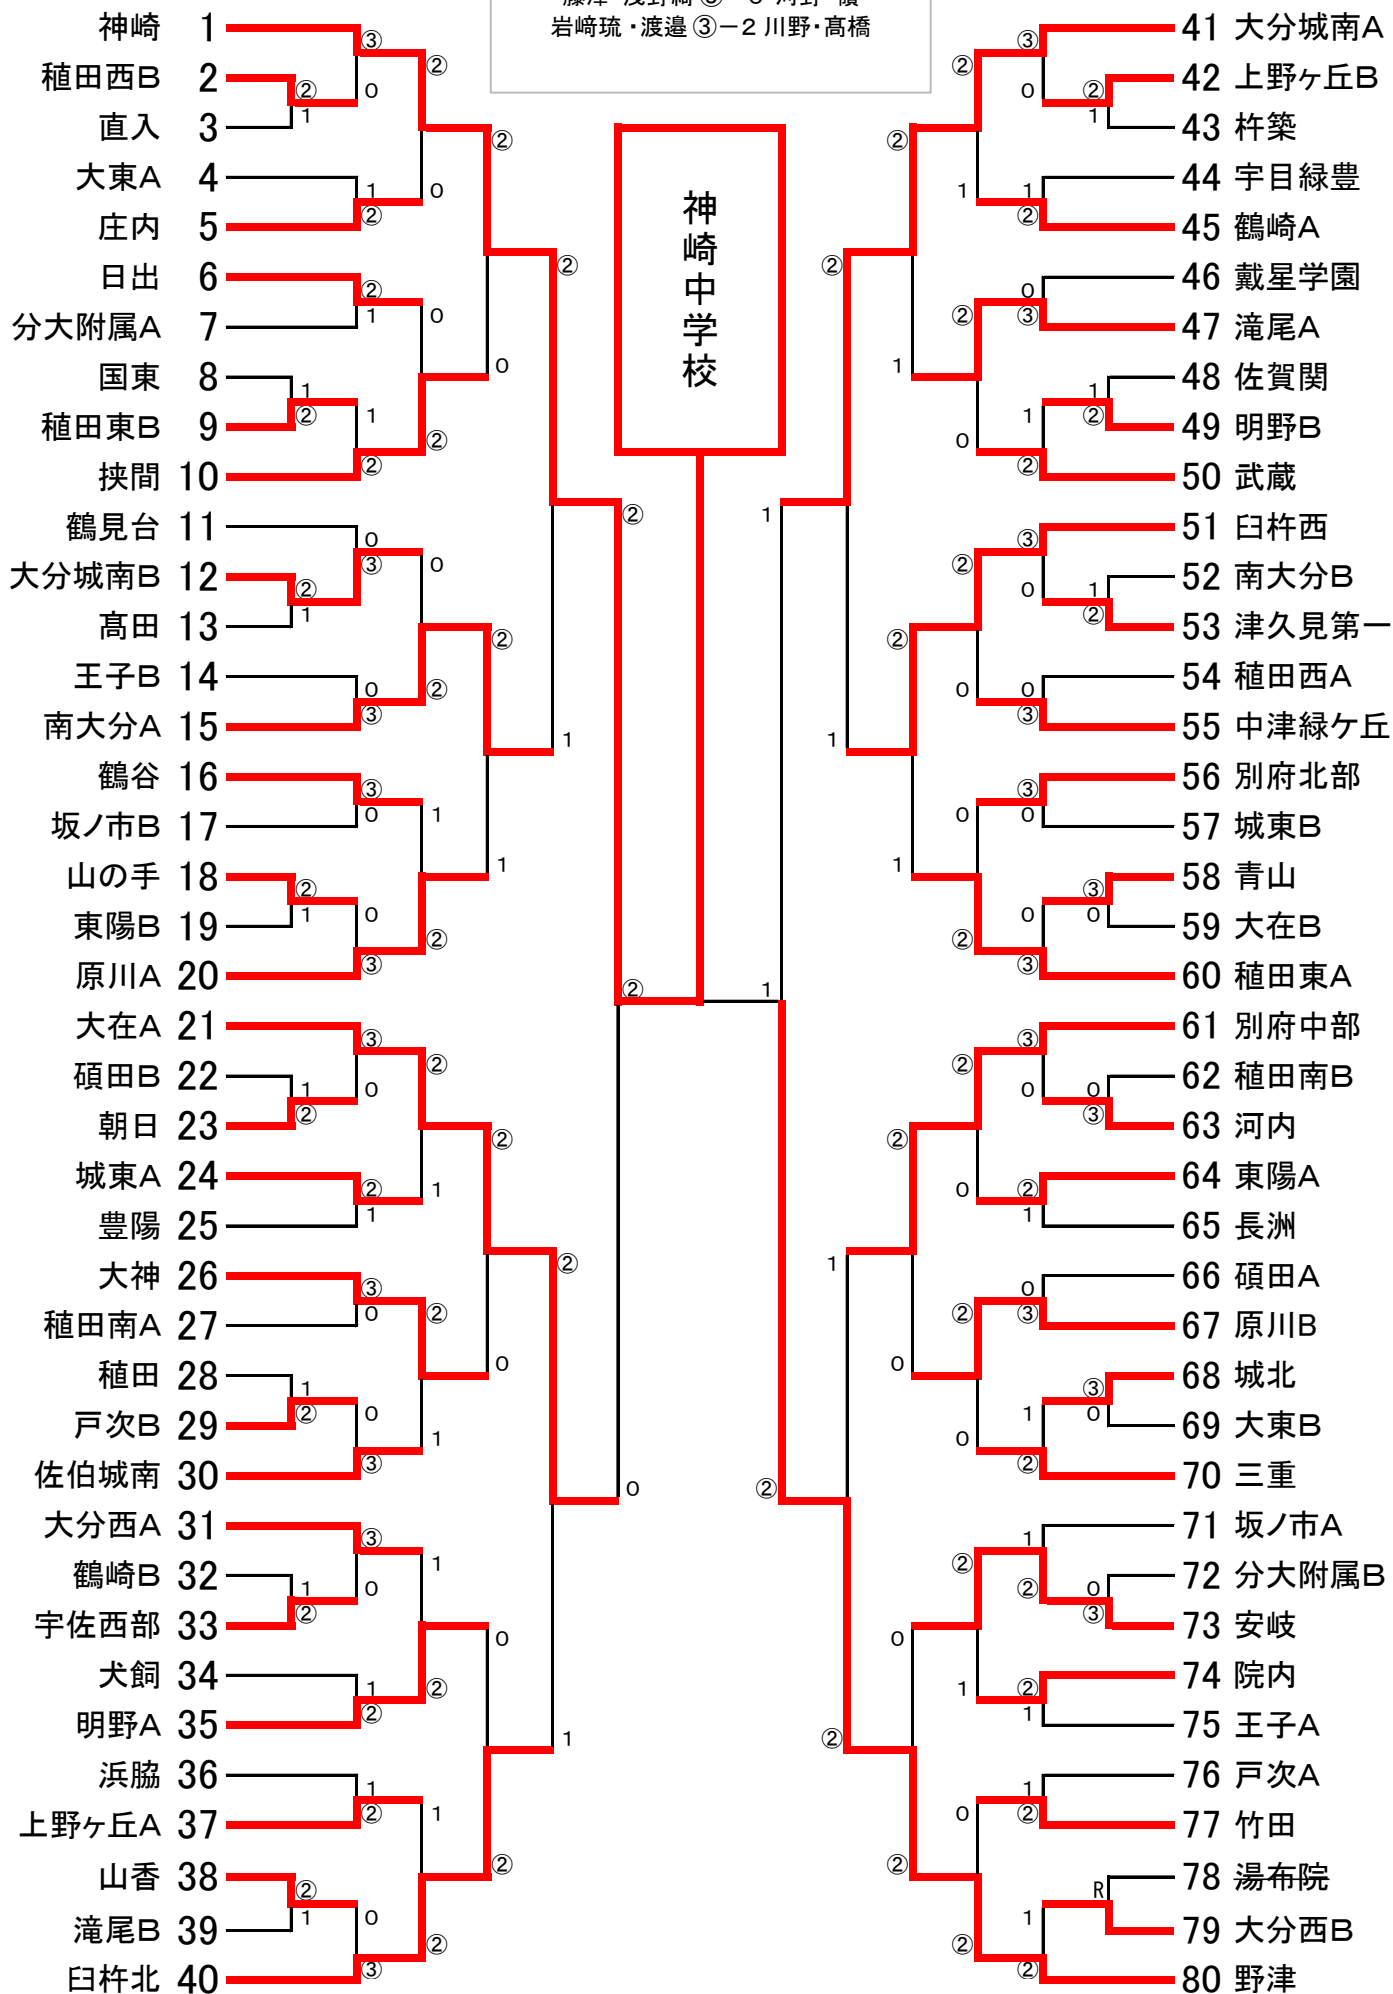 岩﨑琉・渡邉③－2 川野・髙橋
神崎中学校
神崎 1
稙田西B 2
直入 3
大東A 4
庄内 5
日出 6
分大附属A 7
国東 8
稙田東B 9
挾間 10
鶴見台 11
大分城南B 12
髙田 13
王子B 14
南大分A 15
鶴谷 16
坂ノ市B 17
山の手 18
東陽B 19
原川A 20
大在A 21
碩田B 22
朝日 23
城東A 24
豊陽 25
大神 26
稙田南A 27
稙田 28
戸次B 29
佐伯城南 30
大分西A 31
鶴崎B 32
宇佐西部 33
犬飼 34
明野A 35
浜脇 36
上野ヶ丘A 37
山香 38
滝尾B 39
臼杵北 40
41 大分城南A
42 上野ヶ丘B
43 杵築
44 宇目緑豊
45 鶴崎A
46 戴星学園
47 滝尾A
48 佐賀関
49 明野B
50 武蔵
51 臼杵西
52 南大分B
53 津久見第一
54 稙田西A
55 中津緑ケ丘
56 別府北部
57 城東B
58 青山
59 大在B
60 稙田東A
61 別府中部
62 稙田南B
63 河内
64 東陽A
65 長洲
66 碩田A
67 原川B
68 城北
69 大東B
70 三重
71 坂ノ市A
72 分大附属B
73 安岐
74 院内
75 王子A
76 戸次A
77 竹田
78 湯布院
79 大分西B
80 野津